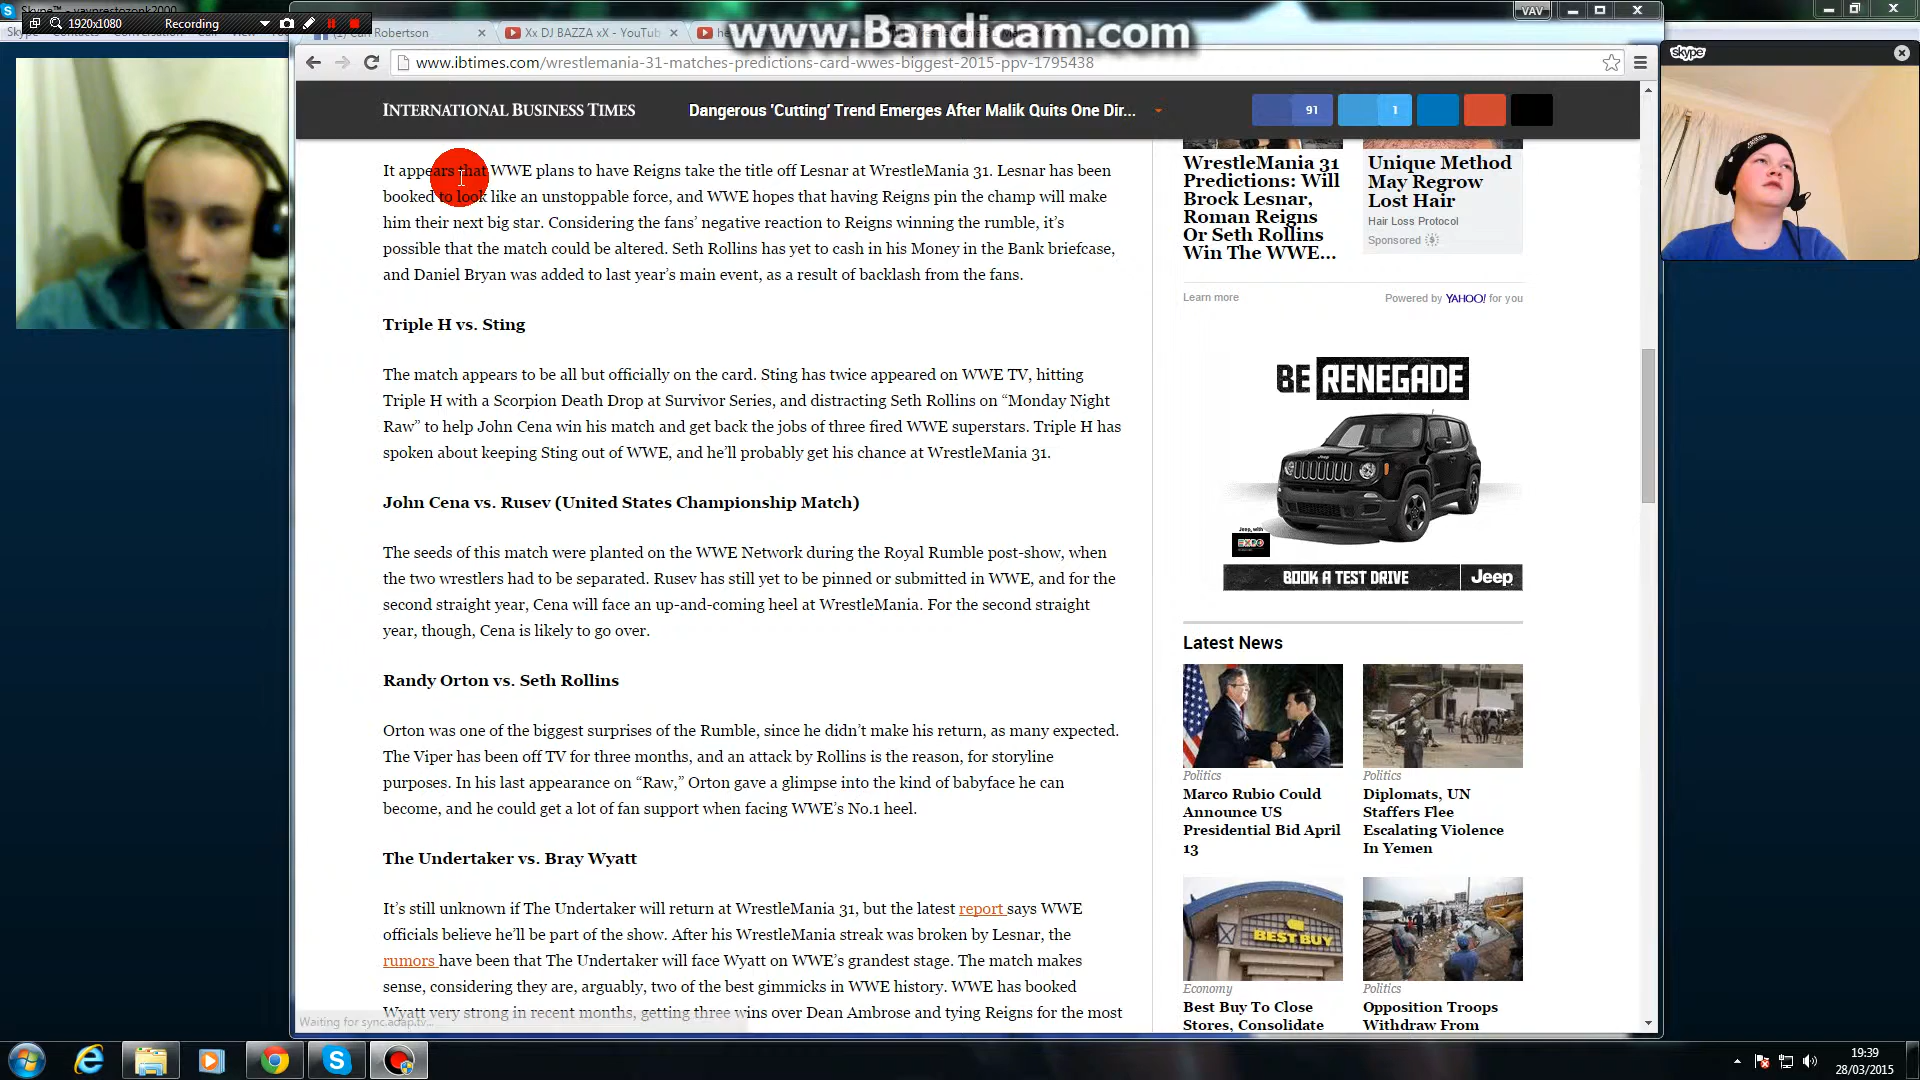 1920x1080
Recording
www.Bandicam.com
VAV
Robertson
Xx DJ BAZZA xX - YouTub
www.ibtimes.com/wrestlemania-31-matches-predictions-card-wwes-biggest-2015-ppv-1795438
skype
INTERNATIONAL BUSINESS TIMES
Dangerous 'Cutting' Trend Emerges After Malik Quits One Dir...
91
1
It appears that WWE plans to have Reigns take the title off Lesnar at WrestleMania 31. Lesnar has been
booked to look like an unstoppable force, and WWE hopes that having Reigns pin the champ will make
him their next big star. Considering the fans’ negative reaction to Reigns winning the rumble, it’s
possible that the match could be altered. Seth Rollins has yet to cash in his Money in the Bank briefcase,
and Daniel Bryan was added to last year’s main event, as a result of backlash from the fans.
Triple H vs. Sting
The match appears to be all but officially on the card. Sting has twice appeared on WWE TV, hitting
Triple H with a Scorpion Death Drop at Survivor Series, and distracting Seth Rollins on “Monday Night
Raw” to help John Cena win his match and get back the jobs of three fired WWE superstars. Triple H has
spoken about keeping Sting out of WWE, and he’ll probably get his chance at WrestleMania 31.
John Cena vs. Rusev (United States Championship Match)
The seeds of this match were planted on the WWE Network during the Royal Rumble post-show, when
the two wrestlers had to be separated. Rusev has still yet to be pinned or submitted in WWE, and for the
second straight year, Cena will face an up-and-coming heel at WrestleMania. For the second straight
year, though, Cena is likely to go over.
Randy Orton vs. Seth Rollins
Orton was one of the biggest surprises of the Rumble, since he didn’t make his return, as many expected.
The Viper has been off TV for three months, and an attack by Rollins is the reason, for storyline
purposes. In his last appearance on “Raw,” Orton gave a glimpse into the kind of babyface he can
become, and he could get a lot of fan support when facing WWE’s No.1 heel.
The Undertaker vs. Bray Wyatt
It’s still unknown if The Undertaker will return at WrestleMania 31, but the latest report says WWE
officials believe he’ll be part of the show. After his WrestleMania streak was broken by Lesnar, the
rumors have been that The Undertaker will face Wyatt on WWE’s grandest stage. The match makes
sense, considering they are, arguably, two of the best gimmicks in WWE history. WWE has booked
Wyatt very strong in recent months, getting three wins over Dean Ambrose and tying Reigns for the most
Waiting for sync.adap.tv...
WrestleMania 31
Predictions: Will
Brock Lesnar,
Roman Reigns
Or Seth Rollins
Win The WWE...
Unique Method
May Regrow
Lost Hair
Hair Loss Protocol
Sponsored
Learn more
Powered by YAHOO! for you
BE RENEGADE
Jeep, with
EXPO
BOOK A TEST DRIVE
Jeep
Latest News
Politics
Marco Rubio Could
Announce US
Presidential Bid April
13
Politics
Diplomats, UN
Staffers Flee
Escalating Violence
In Yemen
BEST BUY
Economy
Best Buy To Close
Stores, Consolidate
Politics
Opposition Troops
Withdraw From
19:39
28/03/2015